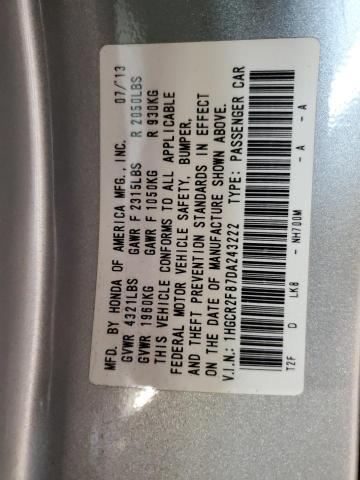 MFD. BY HONDA OF AMERICA MFG., INC. 07/13
GVWR 4321LBS GAWR F 2315LBS R 2050LBS
GVWR 1960KG GAWR F 1050KG R 930KG
THIS VEHICLE CONFORMS TO ALL APPLICABLE
FEDERAL MOTOR VEHICLE SAFETY, BUMPER,
AND THEFT PREVENTION STANDARDS IN EFFECT
ON THE DATE OF MANUFACTURE SHOWN ABOVE.
V.I.N.: 1HGCR2F87DA243222 TYPE: PASSENGER CAR
T2F D LK8 - NH700M - A - A